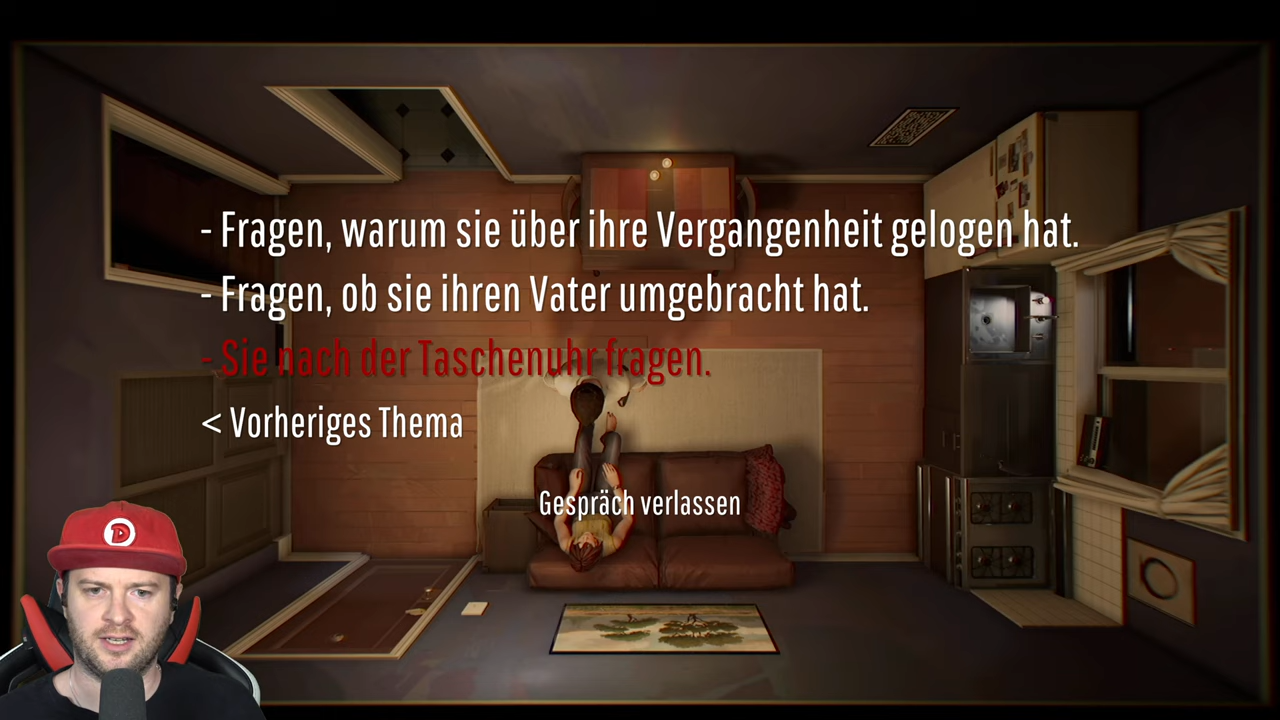 - Fragen, warum sie über ihre Vergangenheit gelogen hat.
- Fragen, ob sie ihren Vater umgebracht hat.
- Sie nach der Taschenuhr fragen.
< Vorheriges Thema
Gespräch verlassen
D